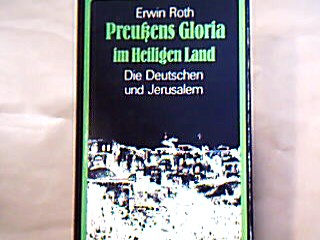 Erwin Roth
Preußens Gloria
im Heiligen Land
Die Deutschen
und Jerusalem